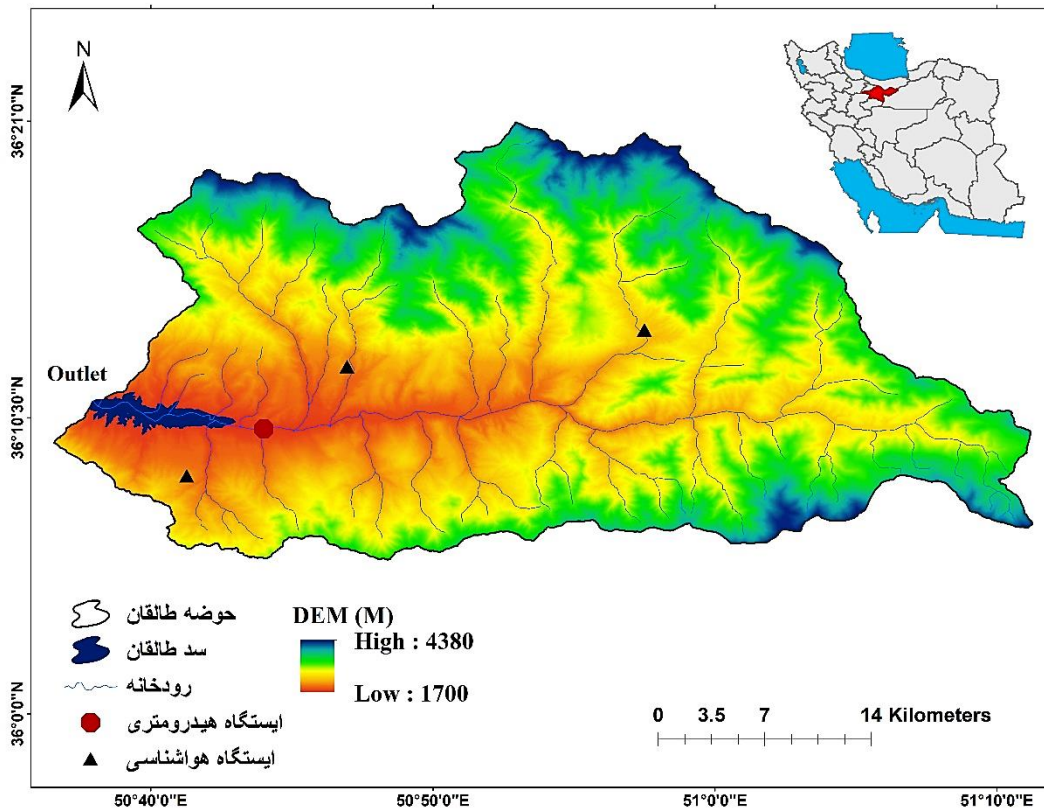 N
36°21'0"N
Outlet
36°10'30"N
حوضه طالقان
سد طالقان
رودخانه
ایستگاه هیدرومتری
ایستگاه هواشناسی
DEM (M)
High : 4380
Low : 1700
36°0'0"N
0 3.5 7 14 Kilometers
50°40'0"E 50°50'0"E 51°0'0"E 51°10'0"E